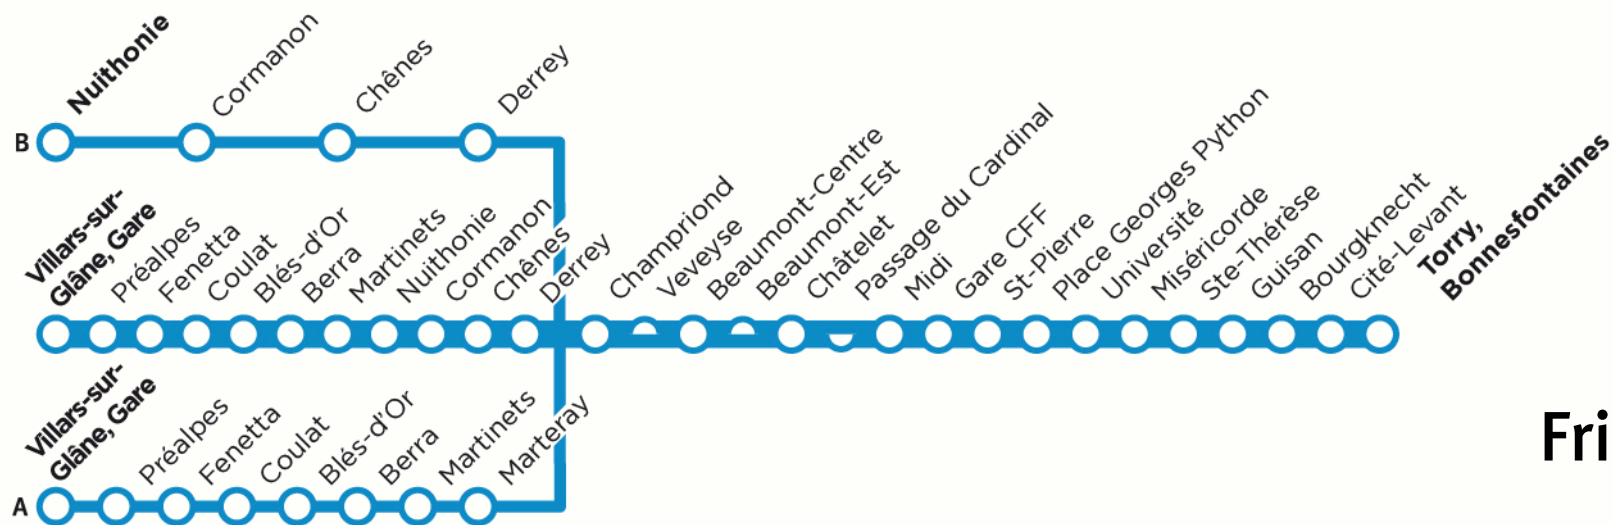 B
Nuithonie
Cormanon
Chênes
Derrey
Villars-sur-
Glâne, Gare
Préalpes
Fenetta
Coulat
Blés-d'Or
Berra
Martinets
Nuithonie
Cormanon
Chênes
Derrey
Champriond
Veveyse
Beaumont-Centre
Beaumont-Est
Châtelet
Passage du Cardinal
Midi
Gare CFF
St-Pierre
Place Georges Python
Université
Miséricorde
Ste-Thérèse
Guisan
Bourgknecht
Cité-Levant
Torry,
Bonnesfontaines
A
Villars-sur-
Glâne, Gare
Préalpes
Fenetta
Coulat
Blés-d'Or
Berra
Martinets
Marteray
Fri